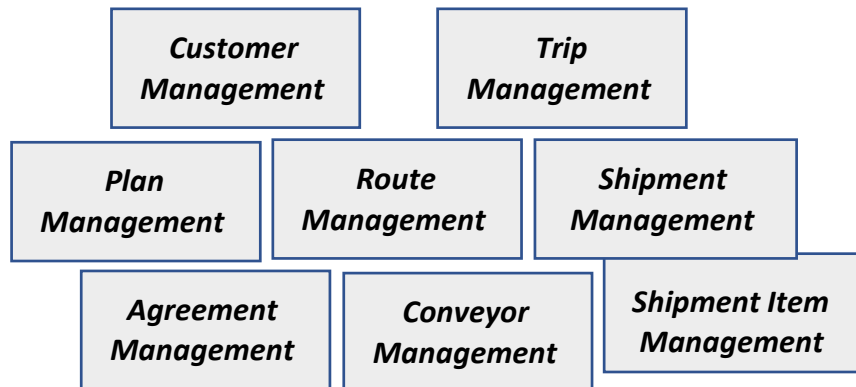 Customer
Management
Trip
Management
Plan
Management
Route
Management
Shipment
Management
Agreement
Management
Conveyor
Management
Shipment Item
Management